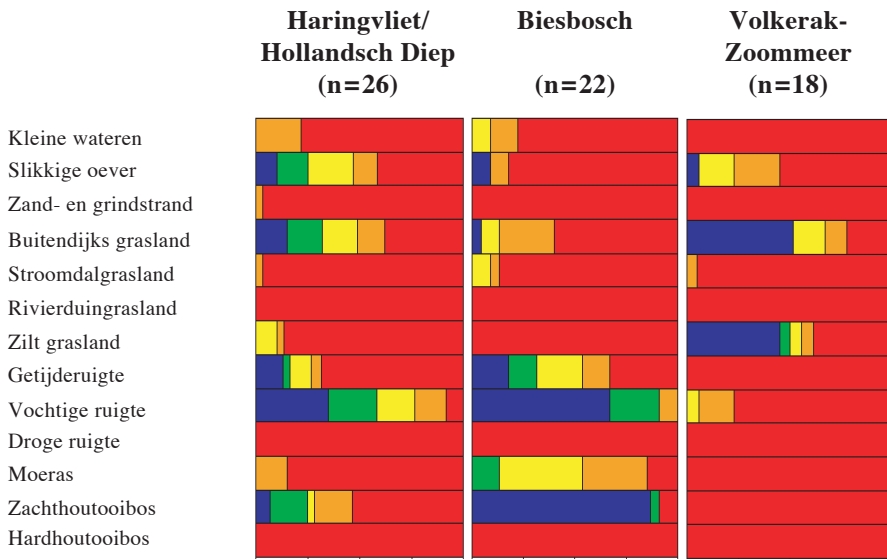 Haringvliet/
Hollandsch Diep
(n=26)
Biesbosch
(n=22)
Volkerak-
Zoommeer
(n=18)
Kleine wateren
Slikkige oever
Zand- en grindstrand
Buitendijks grasland
Stroomdalgrasland
Rivierduingrasland
Zilt grasland
Getijderuigte
Vochtige ruigte
Droge ruigte
Moeras
Zachthoutooibos
Hardhoutooibos